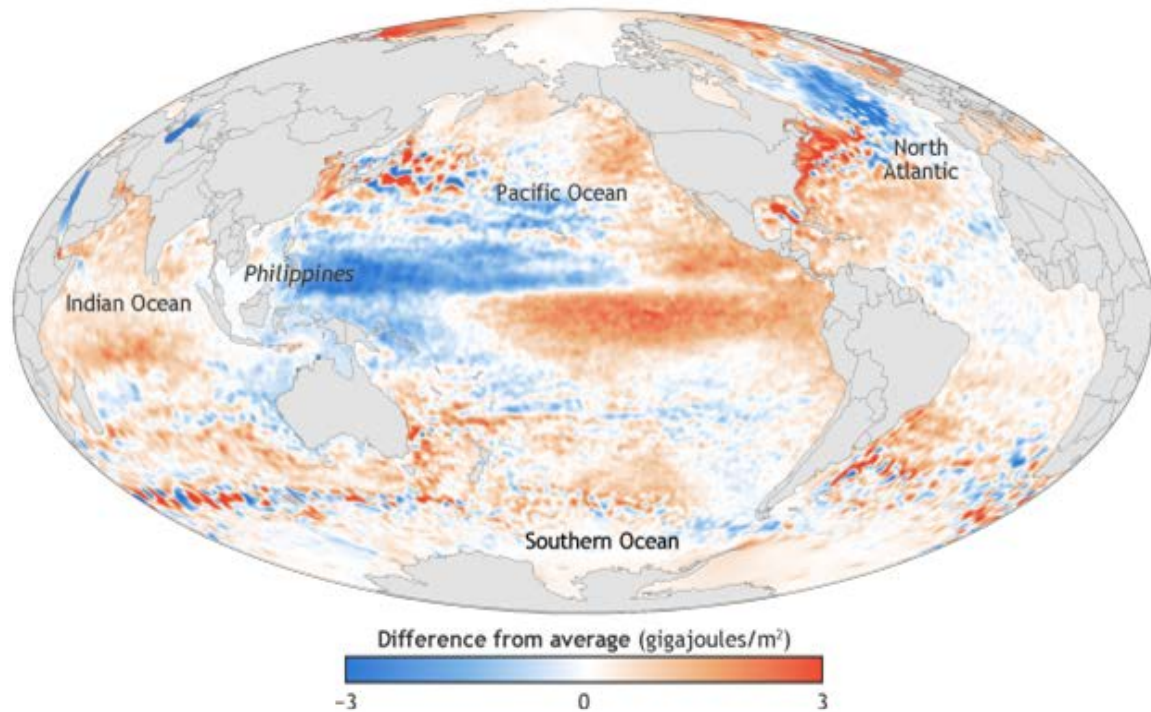 North
Atlantic
Pacific Ocean
Philippines
Indian Ocean
Southern Ocean
Difference from average (gigajoules/m²)
-3 0 3